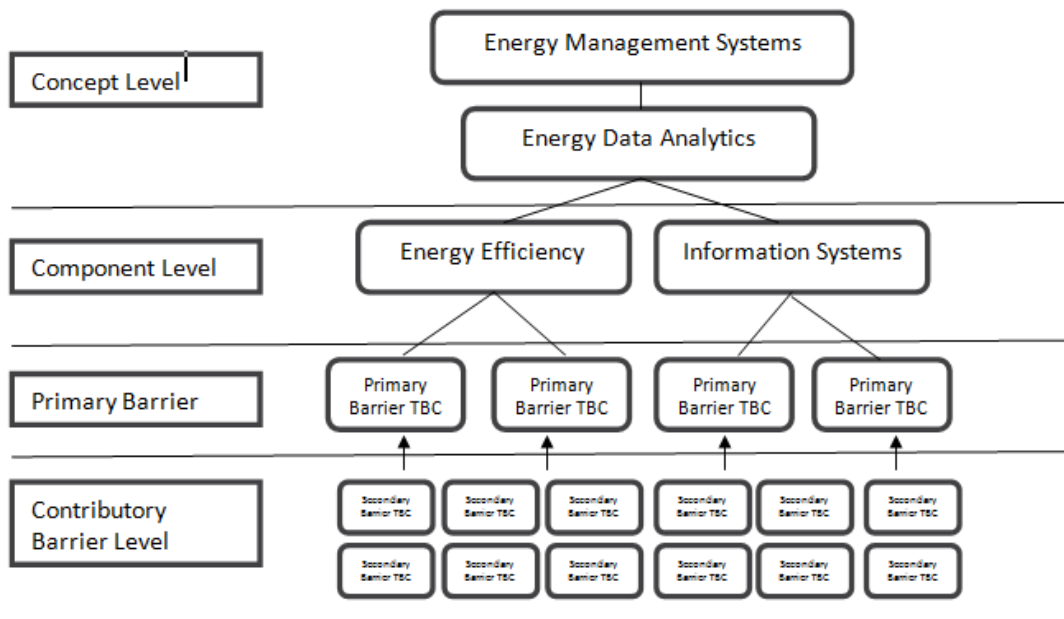 Energy Management Systems
Concept Level
Energy Data Analytics
Energy Efficiency
Information Systems
Component Level
Primary
Barrier TBC
Primary
Barrier TBC
Primary
Barrier TBC
Primary
Barrier TBC
Primary Barrier
Contributory
Barrier Level
Secondary
Barrier TBC
Secondary
Barrier TBC
Secondary
Barrier TBC
Secondary
Barrier TBC
Secondary
Barrier TBC
Secondary
Barrier TBC
Secondary
Barrier TBC
Secondary
Barrier TBC
Secondary
Barrier TBC
Secondary
Barrier TBC
Secondary
Barrier TBC
Secondary
Barrier TBC